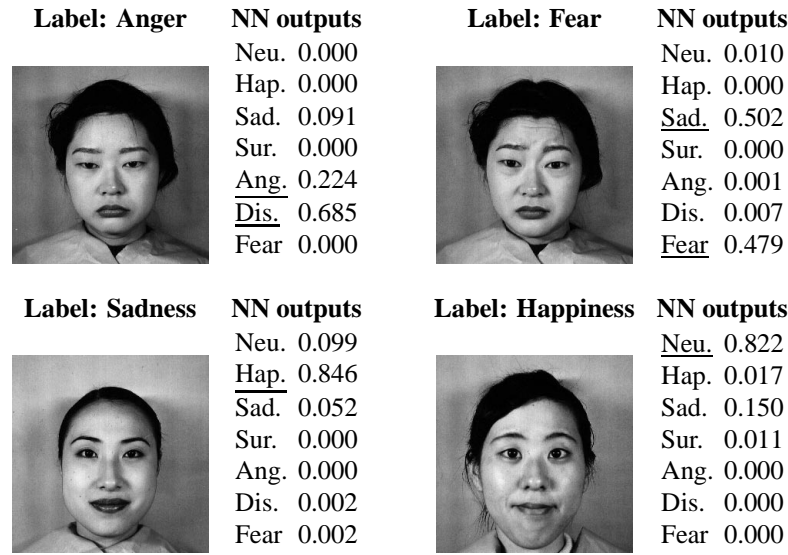 Label: Anger
NN outputs
Neu. 0.000
Hap. 0.000
Sad. 0.091
Sur. 0.000
Ang. 0.224
Dis. 0.685
Fear 0.000
Label: Fear
NN outputs
Neu. 0.010
Hap. 0.000
Sad. 0.502
Sur. 0.000
Ang. 0.001
Dis. 0.007
Fear 0.479
Label: Sadness
NN outputs
Neu. 0.099
Hap. 0.846
Sad. 0.052
Sur. 0.000
Ang. 0.000
Dis. 0.002
Fear 0.002
Label: Happiness
NN outputs
Neu. 0.822
Hap. 0.017
Sad. 0.150
Sur. 0.011
Ang. 0.000
Dis. 0.000
Fear 0.000